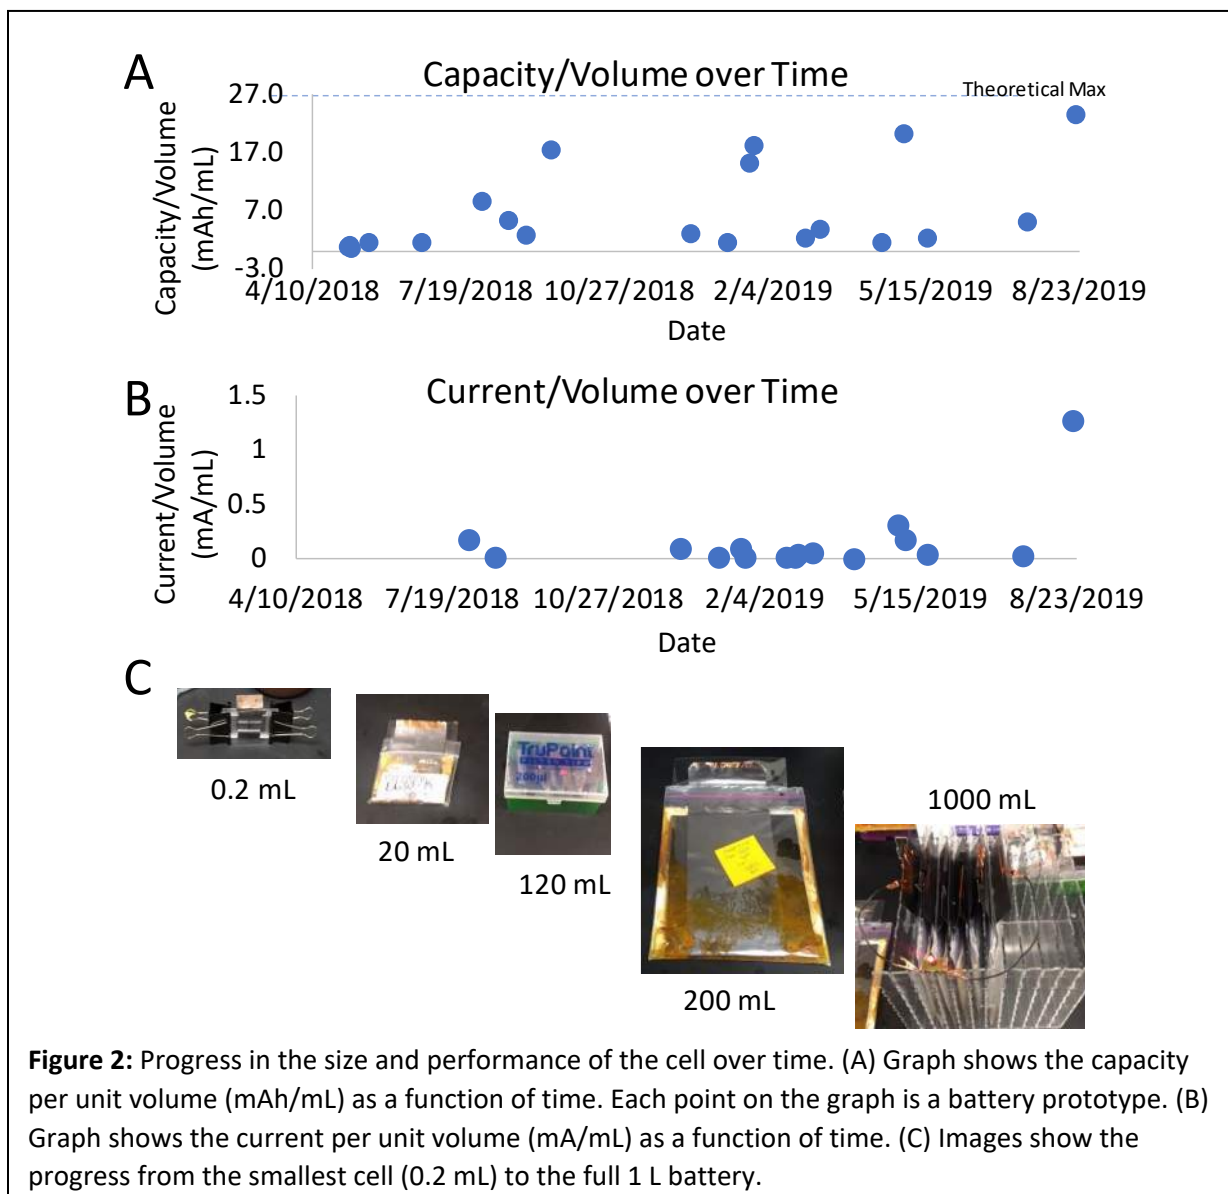 A
Capacity/Volume over Time
Theoretical Max
Capacity/Volume
(mAh/mL)
27.0
17.0
7.0
-3.0
4/10/2018 7/19/2018 10/27/2018 2/4/2019 5/15/2019 8/23/2019
Date
B
Current/Volume over Time
Current/Volume
(mA/mL)
1.5
1
0.5
0
4/10/2018 7/19/2018 10/27/2018 2/4/2019 5/15/2019 8/23/2019
Date
C
0.2 mL
20 mL
TruPoint
FILTER TIPS
200µl
120 mL
200 mL
1000 mL
Figure 2: Progress in the size and performance of the cell over time. (A) Graph shows the capacity
per unit volume (mAh/mL) as a function of time. Each point on the graph is a battery prototype. (B)
Graph shows the current per unit volume (mA/mL) as a function of time. (C) Images show the
progress from the smallest cell (0.2 mL) to the full 1 L battery.